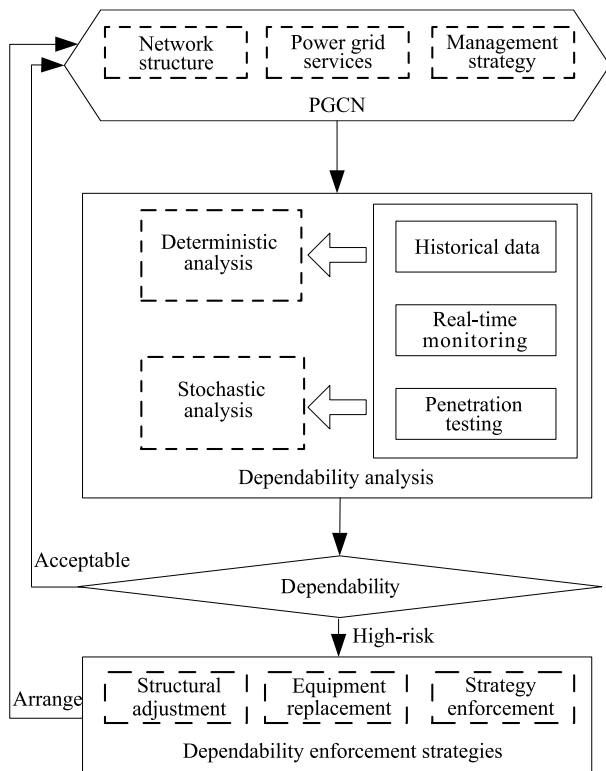 Network
structure
Power grid
services
Management
strategy
PGCN
Deterministic
analysis
Historical data
Real-time
monitoring
Stochastic
analysis
Penetration
testing
Dependability analysis
Acceptable
Dependability
High-risk
Arrange
Structural
adjustment
Equipment
replacement
Strategy
enforcement
Dependability enforcement strategies